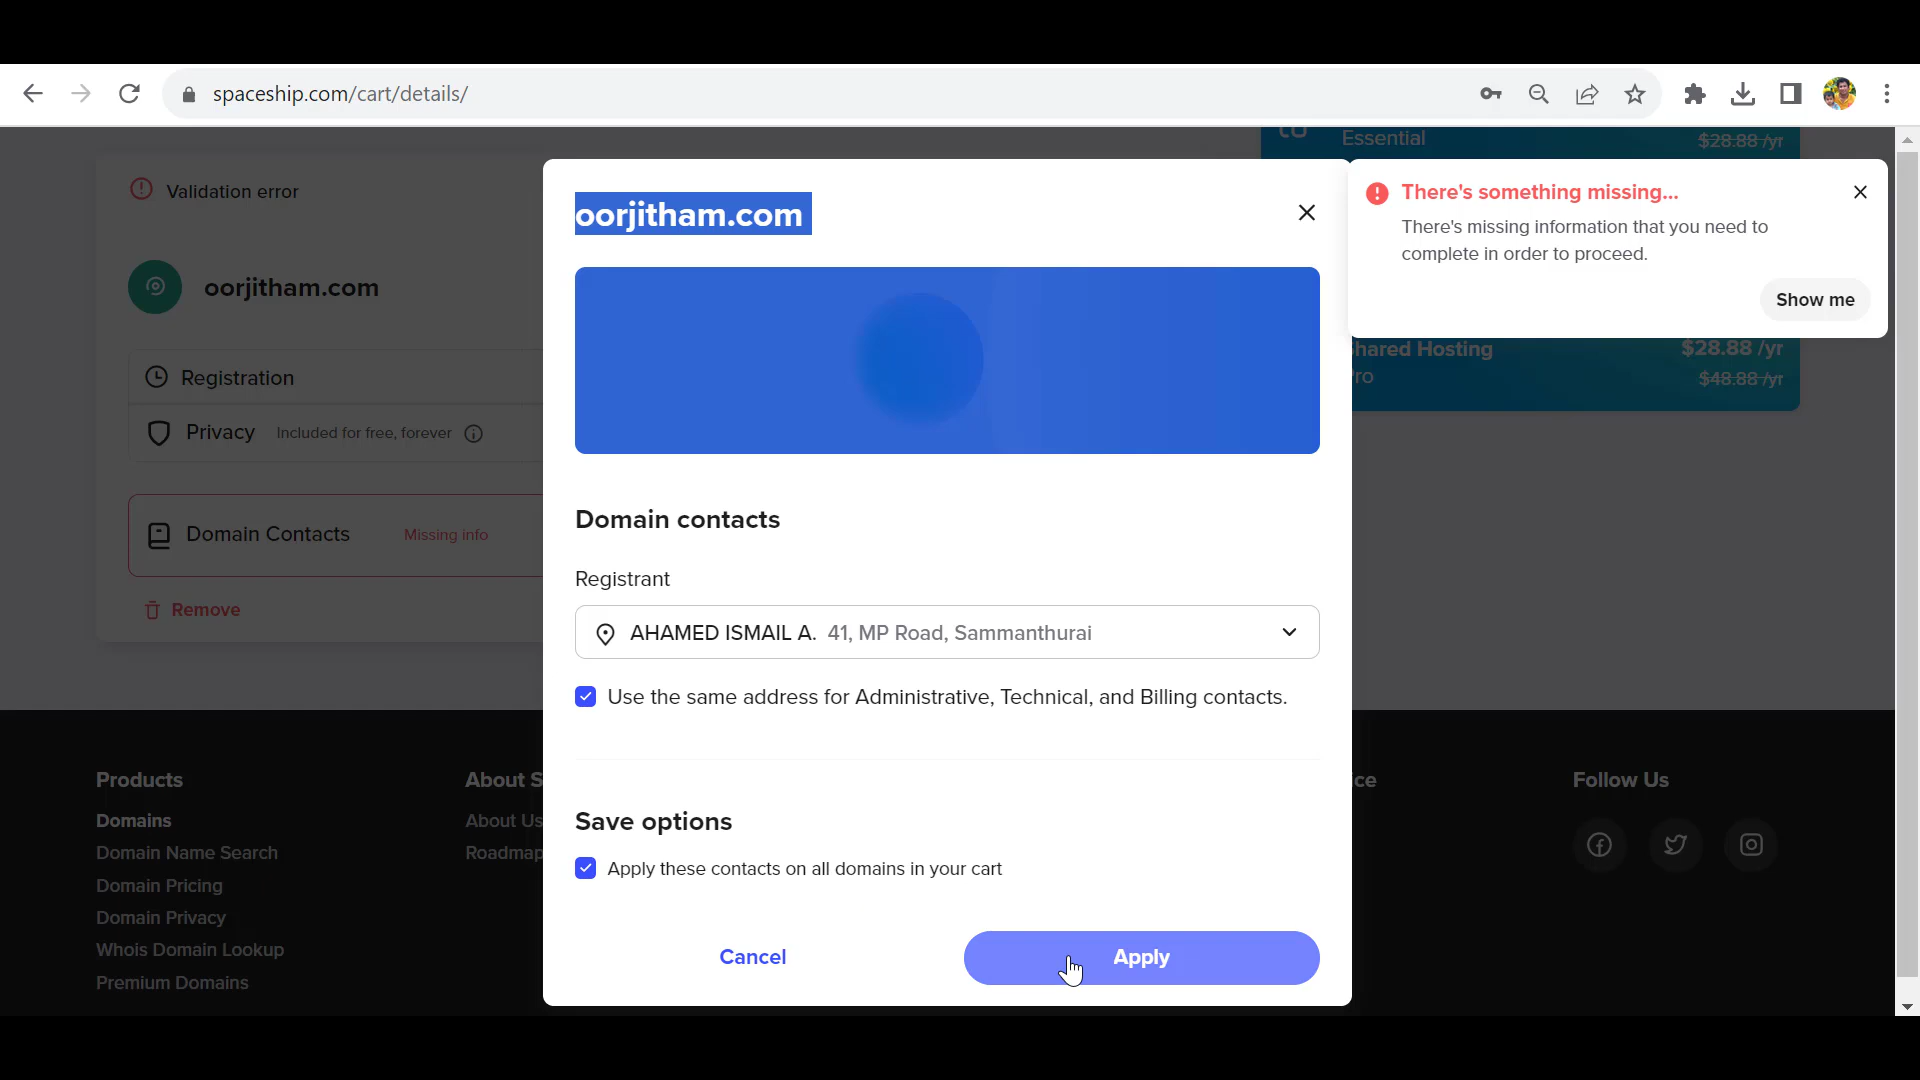 spaceship.com/cart/details/
Essential
$28.88 /yr
Validation error
oorjitham.com
There's something missing...
There's missing information that you need to
complete in order to proceed.
Show me
oorjitham.com
Shared Hosting
$28.88 /yr
Pro
$48.88 /yr
Registration
Privacy Included for free, forever
Domain Contacts Missing info
Remove
Domain contacts
Registrant
AHAMED ISMAIL A. 41, MP Road, Sammanthurai
Use the same address for Administrative, Technical, and Billing contacts.
Save options
Apply these contacts on all domains in your cart
Cancel
Apply
Products
Domains
Domain Name Search
Domain Pricing
Domain Privacy
Whois Domain Lookup
Premium Domains
About S
About Us
Roadmap
ice
Follow Us